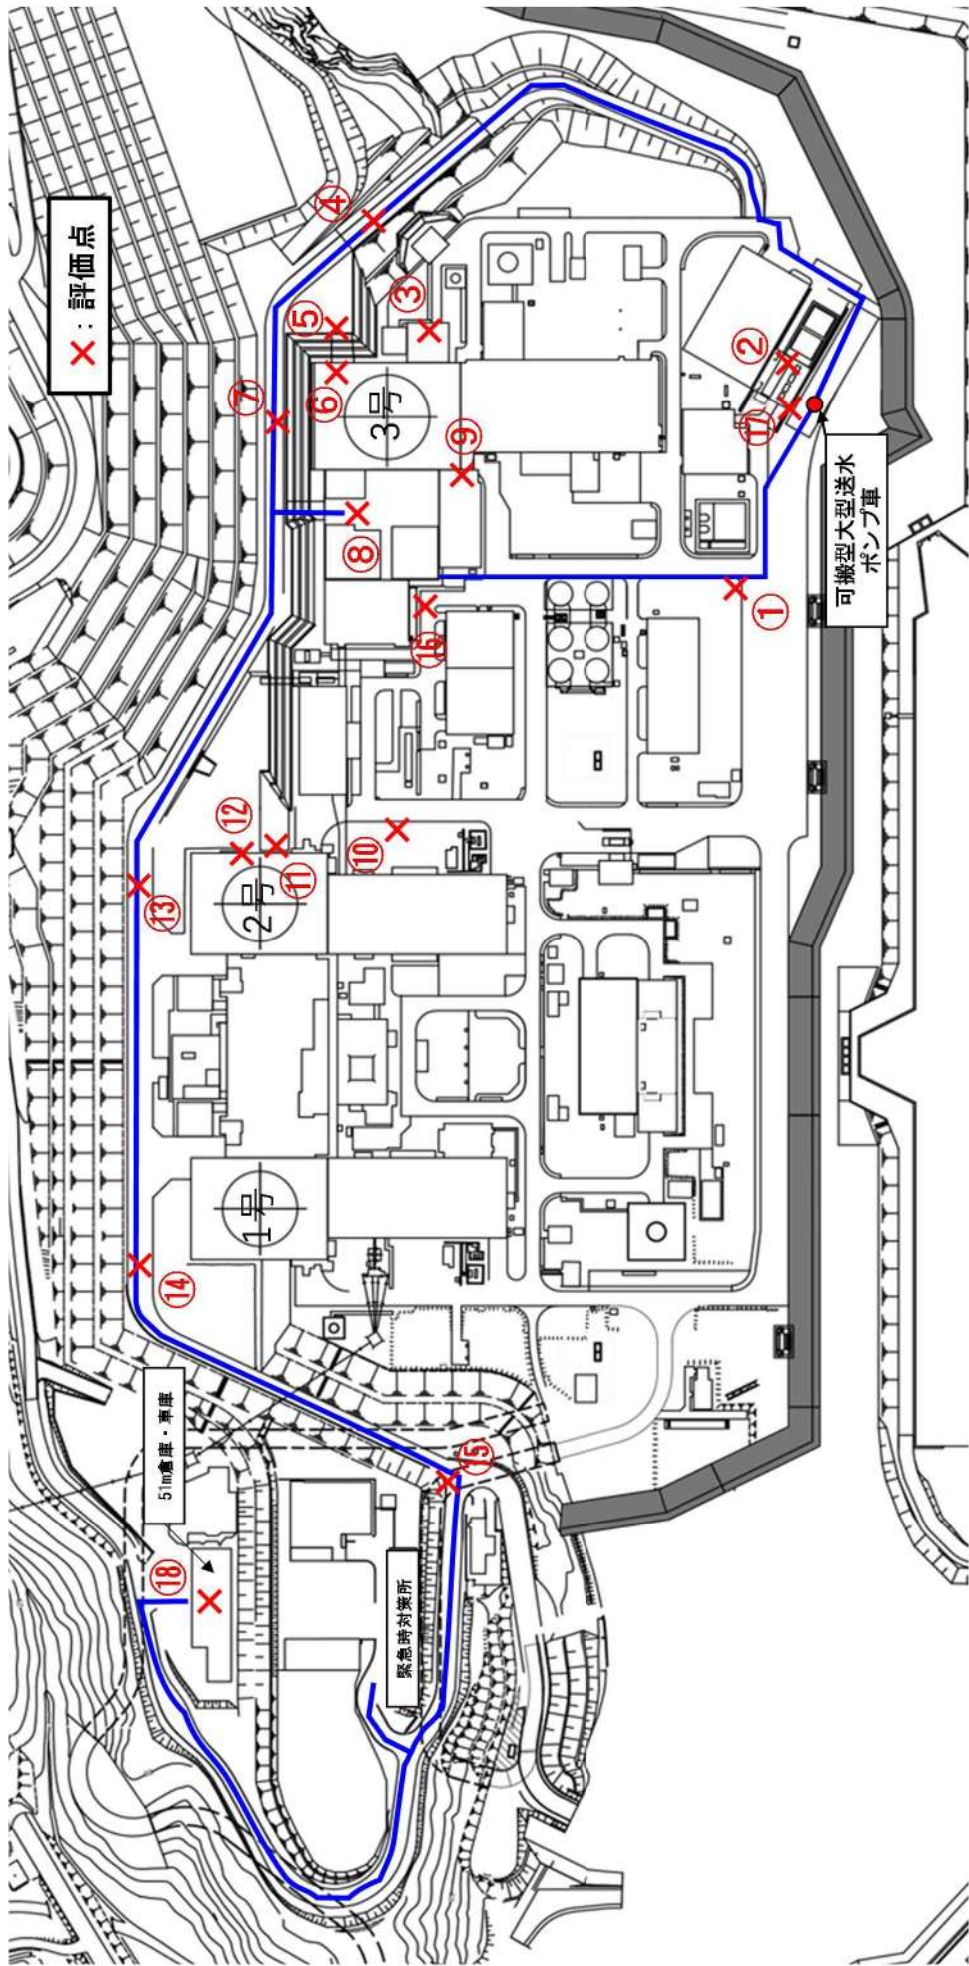 ×：評価点
④
⑤
③
⑦
⑥
3号
⑨
②
⑰
⑧
可搬型大型送水
ポンプ車
①
⑯
⑫
⑩
⑪
2号
⑬
1号
⑭
51m倉庫・車庫
⑮
⑱
緊急時対策所